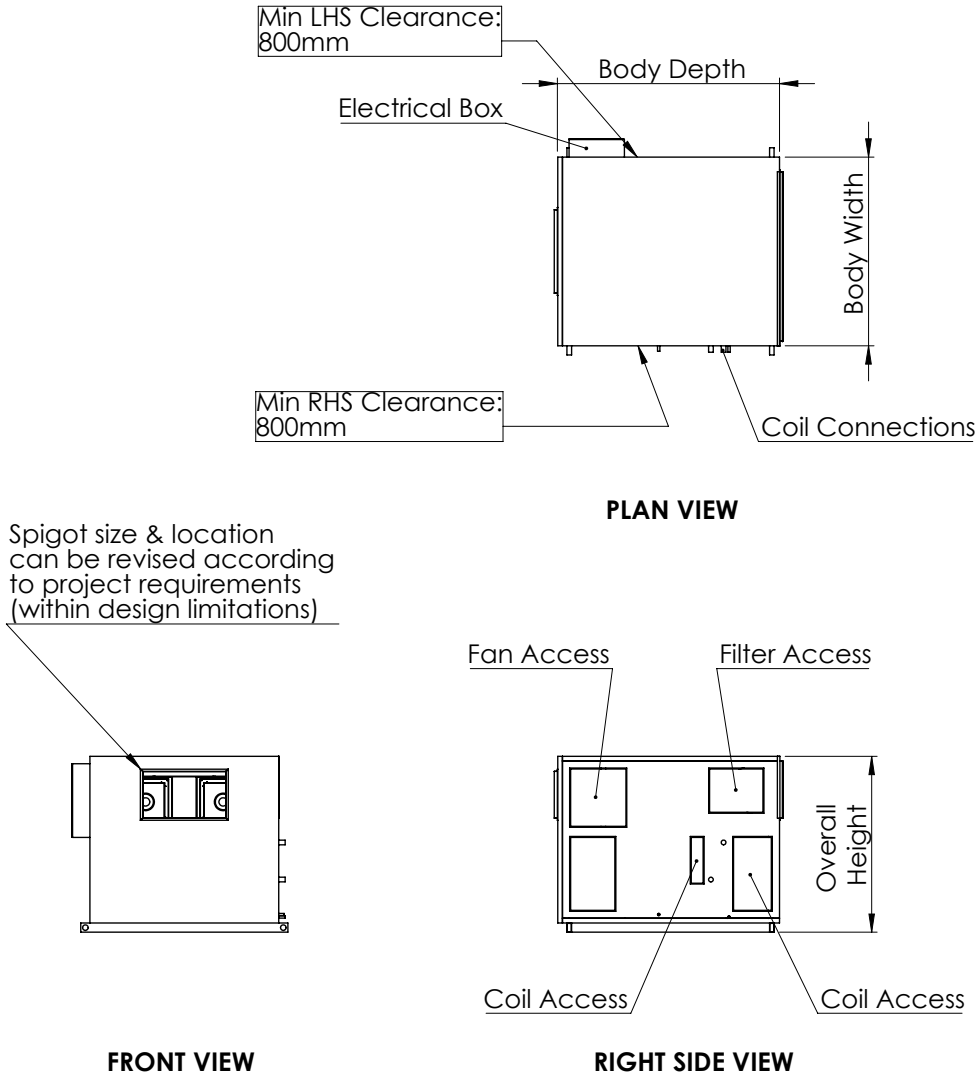 Min LHS Clearance:
800mm
Body Depth
Electrical Box
Body Width
Min RHS Clearance:
800mm
Coil Connections
PLAN VIEW
Spigot size & location
can be revised according
to project requirements
(within design limitations)
Fan Access
Filter Access
Overall
Height
Coil Access
Coil Access
FRONT VIEW
RIGHT SIDE VIEW